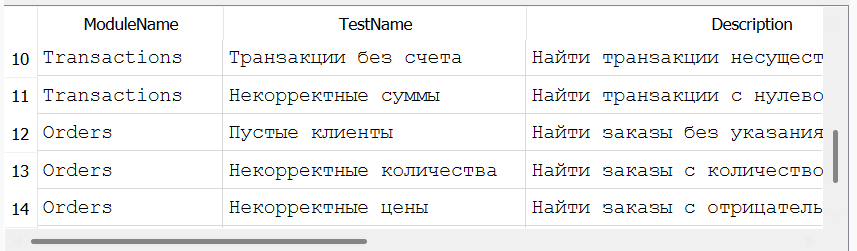 ModuleName TestName Description
10 Transactions Транзакции без счета Найти транзакции несущест
11 Transactions Некорректные суммы Найти транзакции с нулево
12 Orders Пустые клиенты Найти заказы без указания
13 Orders Некорректные количества Найти заказы с количество
14 Orders Некорректные цены Найти заказы с отрицатель